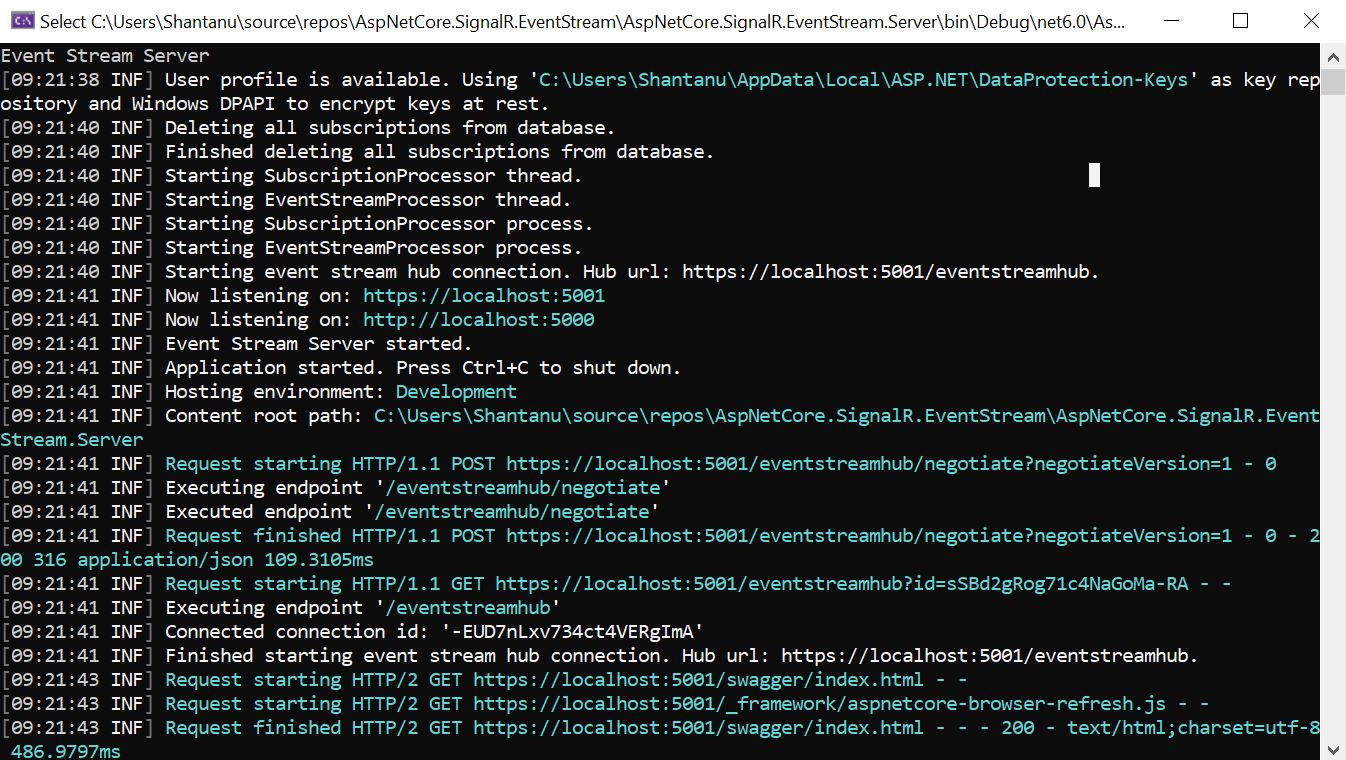 Select C:\Users\Shantanu\source\repos\AspNetCore.SignalR.EventStream\AspNetCore.SignalR.EventStream.Server\bin\Debug\net6.0\As...
Event Stream Server
[09:21:38 INF] User profile is available. Using 'C:\Users\Shantanu\AppData\Local\ASP.NET\DataProtection-Keys' as key rep
ository and Windows DPAPI to encrypt keys at rest.
[09:21:40 INF] Deleting all subscriptions from database.
[09:21:40 INF] Finished deleting all subscriptions from database.
[09:21:40 INF] Starting SubscriptionProcessor thread.
[09:21:40 INF] Starting EventStreamProcessor thread.
[09:21:40 INF] Starting SubscriptionProcessor process.
[09:21:40 INF] Starting EventStreamProcessor process.
[09:21:40 INF] Starting event stream hub connection. Hub url: https://localhost:5001/eventstreamhub.
[09:21:41 INF] Now listening on: https://localhost:5001
[09:21:41 INF] Now listening on: http://localhost:5000
[09:21:41 INF] Event Stream Server started.
[09:21:41 INF] Application started. Press Ctrl+C to shut down.
[09:21:41 INF] Hosting environment: Development
[09:21:41 INF] Content root path: C:\Users\Shantanu\source\repos\AspNetCore.SignalR.EventStream\AspNetCore.SignalR.Event
Stream.Server
[09:21:41 INF] Request starting HTTP/1.1 POST https://localhost:5001/eventstreamhub/negotiate?negotiateVersion=1 - 0
[09:21:41 INF] Executing endpoint '/eventstreamhub/negotiate'
[09:21:41 INF] Executed endpoint '/eventstreamhub/negotiate'
[09:21:41 INF] Request finished HTTP/1.1 POST https://localhost:5001/eventstreamhub/negotiate?negotiateVersion=1 - 0 - 2
00 316 application/json 109.3105ms
[09:21:41 INF] Request starting HTTP/1.1 GET https://localhost:5001/eventstreamhub?id=sSBd2gRog71c4NaGoMa-RA - -
[09:21:41 INF] Executing endpoint '/eventstreamhub'
[09:21:41 INF] Connected connection id: '-EUD7nLxv734ct4VERgImA'
[09:21:41 INF] Finished starting event stream hub connection. Hub url: https://localhost:5001/eventstreamhub.
[09:21:43 INF] Request starting HTTP/2 GET https://localhost:5001/swagger/index.html - -
[09:21:43 INF] Request starting HTTP/2 GET https://localhost:5001/_framework/aspnetcore-browser-refresh.js - -
[09:21:43 INF] Request finished HTTP/2 GET https://localhost:5001/swagger/index.html - - - 200 - text/html;charset=utf-8
 486.9797ms